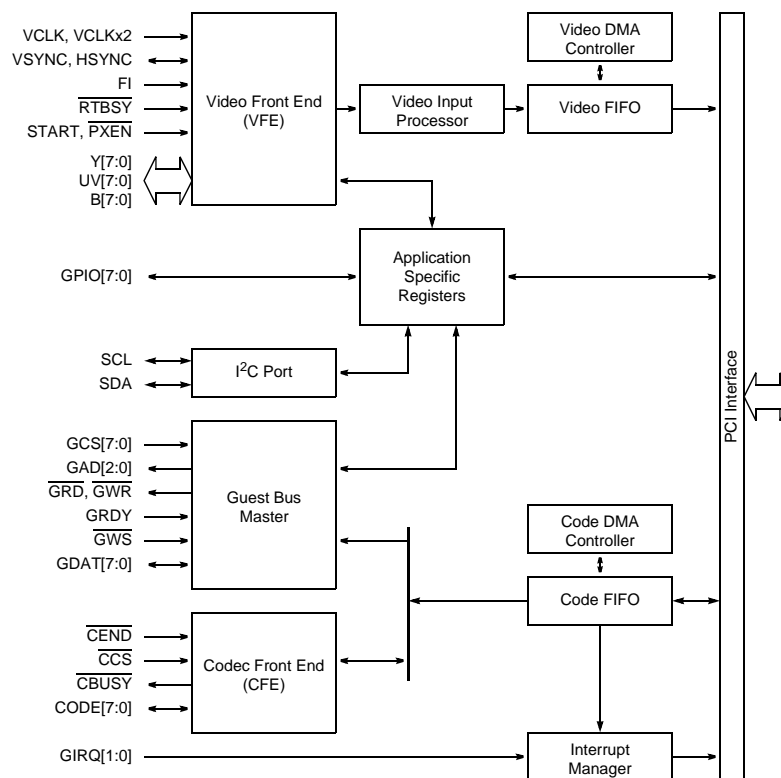 VCLK, VCLKx2
VSYNC, HSYNC
FI
RTBSY
START, PXEN
Y[7:0]
UV[7:0]
B[7:0]
Video Front End
(VFE)
Video Input
Processor
Video DMA
Controller
Video FIFO
GPIO[7:0]
Application
Specific
Registers
SCL
SDA
I²C Port
PCI Interface
GCS[7:0]
GAD[2:0]
GRD, GWR
GRDY
GWS
GDAT[7:0]
Guest Bus
Master
Code DMA
Controller
Code FIFO
CEND
CCS
CBUSY
CODE[7:0]
Codec Front End
(CFE)
GIRQ[1:0]
Interrupt
Manager